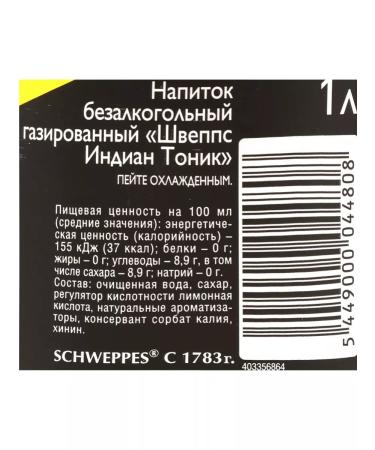 Напиток
безалкогольный
газированный «Швеппс
Индиан Тоник»
ПЕЙТЕ ОХЛАЖДЕННЫМ.
1л
Пищевая ценность на 100 мл
(средние значения): энергетиче-
ская ценность (калорийность) –
155 кДж (37 ккал); белки – 0 г;
жиры – 0 г; углеводы – 8,9 г, в том
числе сахара – 8,9 г; натрий – 0 г.
Состав: очищенная вода, сахар,
регулятор кислотности лимонная
кислота, натуральные ароматиза-
торы, консервант сорбат калия,
хинин.
SCHWEPPES® С 1783 г.
5 449000 044808
403356864